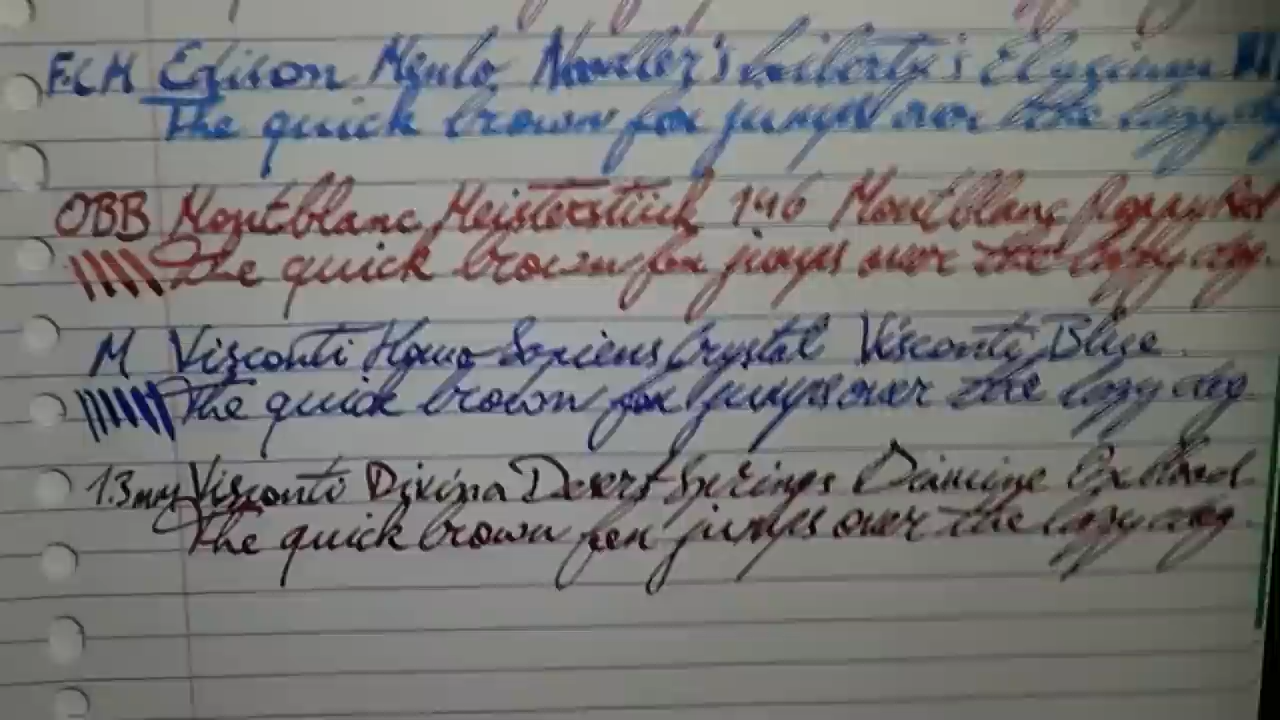 Edison Noodler's Liberty's Elysium
The quick brown fox jumps over the lazy
OBB Montblanc Meisterstück 146 Montblanc
The quick brown fox jumps over the lazy dog.
M Visconti Homo Sapiens Crystal Visconti Blue
The quick brown fox jumps over the lazy dog
1.3mm Visconti Divina Desert Springs Diamine Oxblood
The quick brown fox jumps over the lazy dog.